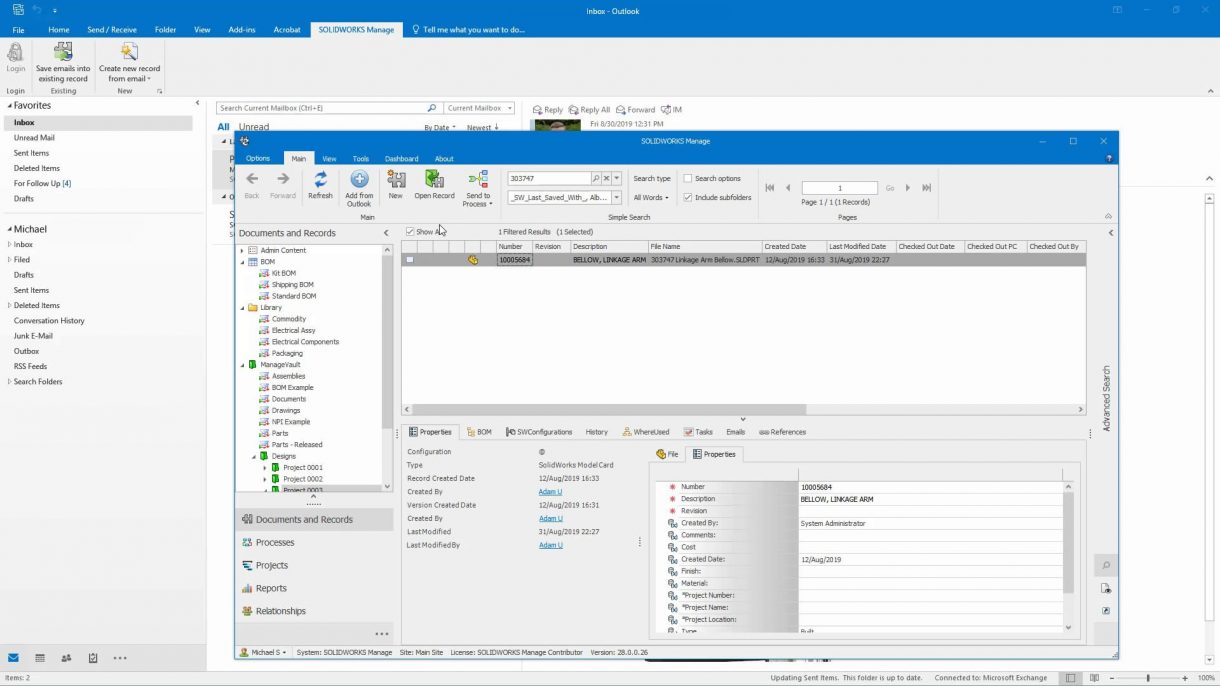 Inbox - Outlook
File Home Send / Receive Folder View Add-ins Acrobat SOLIDWORKS Manage Tell me what you want to do...
Login
Save emails into existing record
Create new record from email
Login Existing New
Favorites
Inbox
Unread Mail
Sent Items
Deleted Items
For Follow Up [4]
Drafts
Michael
Inbox
Filed
Drafts
Sent Items
Deleted Items
Conversation History
Junk E-Mail
Outbox
RSS Feeds
Search Folders
Search Current Mailbox (Ctrl+E) Current Mailbox
All Unread By Date Newest
Reply Reply All Forward IM
Fri 8/30/2019 12:31 PM
SOLIDWORKS Manage
Options Main View Tools Dashboard About
Back Forward Refresh Add from Outlook New Open Record Send to Process
Main
303747 Search type Search options
_SW_Last_Saved_With_, Alb... All Words Include subfolders
Simple Search
1 Go
Page 1 / 1 (1 Records)
Pages
Documents and Records
Admin Content
BOM
Kit BOM
Shipping BOM
Standard BOM
Library
Commodity
Electrical Assy
Electrical Components
Packaging
ManageVault
Assemblies
BOM Example
Documents
Drawings
NPI Example
Parts
Parts - Released
Designs
Project 0001
Project 0002
Project 0003
Documents and Records
Processes
Projects
Reports
Relationships
Show 1 Filtered Results (1 Selected)
Number Revision Description File Name Created Date Last Modified Date Checked Out Date Checked Out PC Checked Out By
10005684 BELLOW, LINKAGE ARM 303747 Linkage Arm Bellow.SLDPRT 12/Aug/2019 16:33 31/Aug/2019 22:27
Advanced Search
Properties BOM SWConfigurations History WhereUsed Tasks Emails References
Configuration @
Type SolidWorks Model Card
Record Created Date 12/Aug/2019 16:33
Created By Adam U
Version Created Date 12/Aug/2019 16:31
Created By Adam U
LastModified 31/Aug/2019 22:27
Last ModifiedBy Adam U
File Properties
Number 10005684
Description BELLOW, LINKAGE ARM
Revision
Created By: System Administrator
Comments:
Cost
Created Date: 12/Aug/2019
Finish:
Material:
*Project Number:
*Project Name:
*Project Location:
Type Built
Michael S System: SOLIDWORKS Manage Site: Main Site License: SOLIDWORKS Manage Contributor Version: 28.0.0.26
Items: 2 Updating Sent Items. This folder is up to date. Connected to: Microsoft Exchange 100%